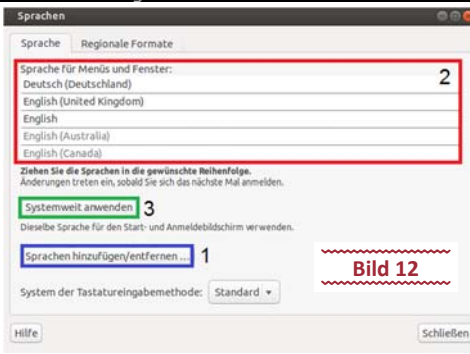 Sprachen
Sprache Regionale Formate
Sprache für Menüs und Fenster:
2
Deutsch (Deutschland)
English (United Kingdom)
English
English (Australia)
English (Canada)
Ziehen Sie die Sprachen in die gewünschte Reihenfolge.
Änderungen treten ein, sobald Sie sich das nächste Mal anmelden.
Systemweit anwenden 3
Dieselbe Sprache für den Start- und Anmeldebildschirm verwenden.
Sprachen hinzufügen/entfernen ... 1
Bild 12
System der Tastatureingabemethode: Standard
Hilfe Schließen